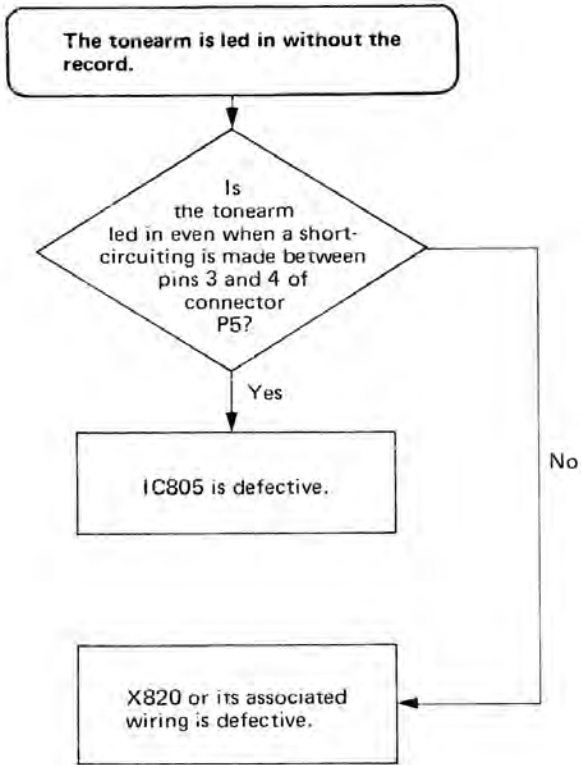 The tonearm is led in without the
record.
Is
the tonearm
led in even when a short-
circuiting is made between
pins 3 and 4 of
connector
P5?
Yes
IC805 is defective.
No
X820 or its associated
wiring is defective.